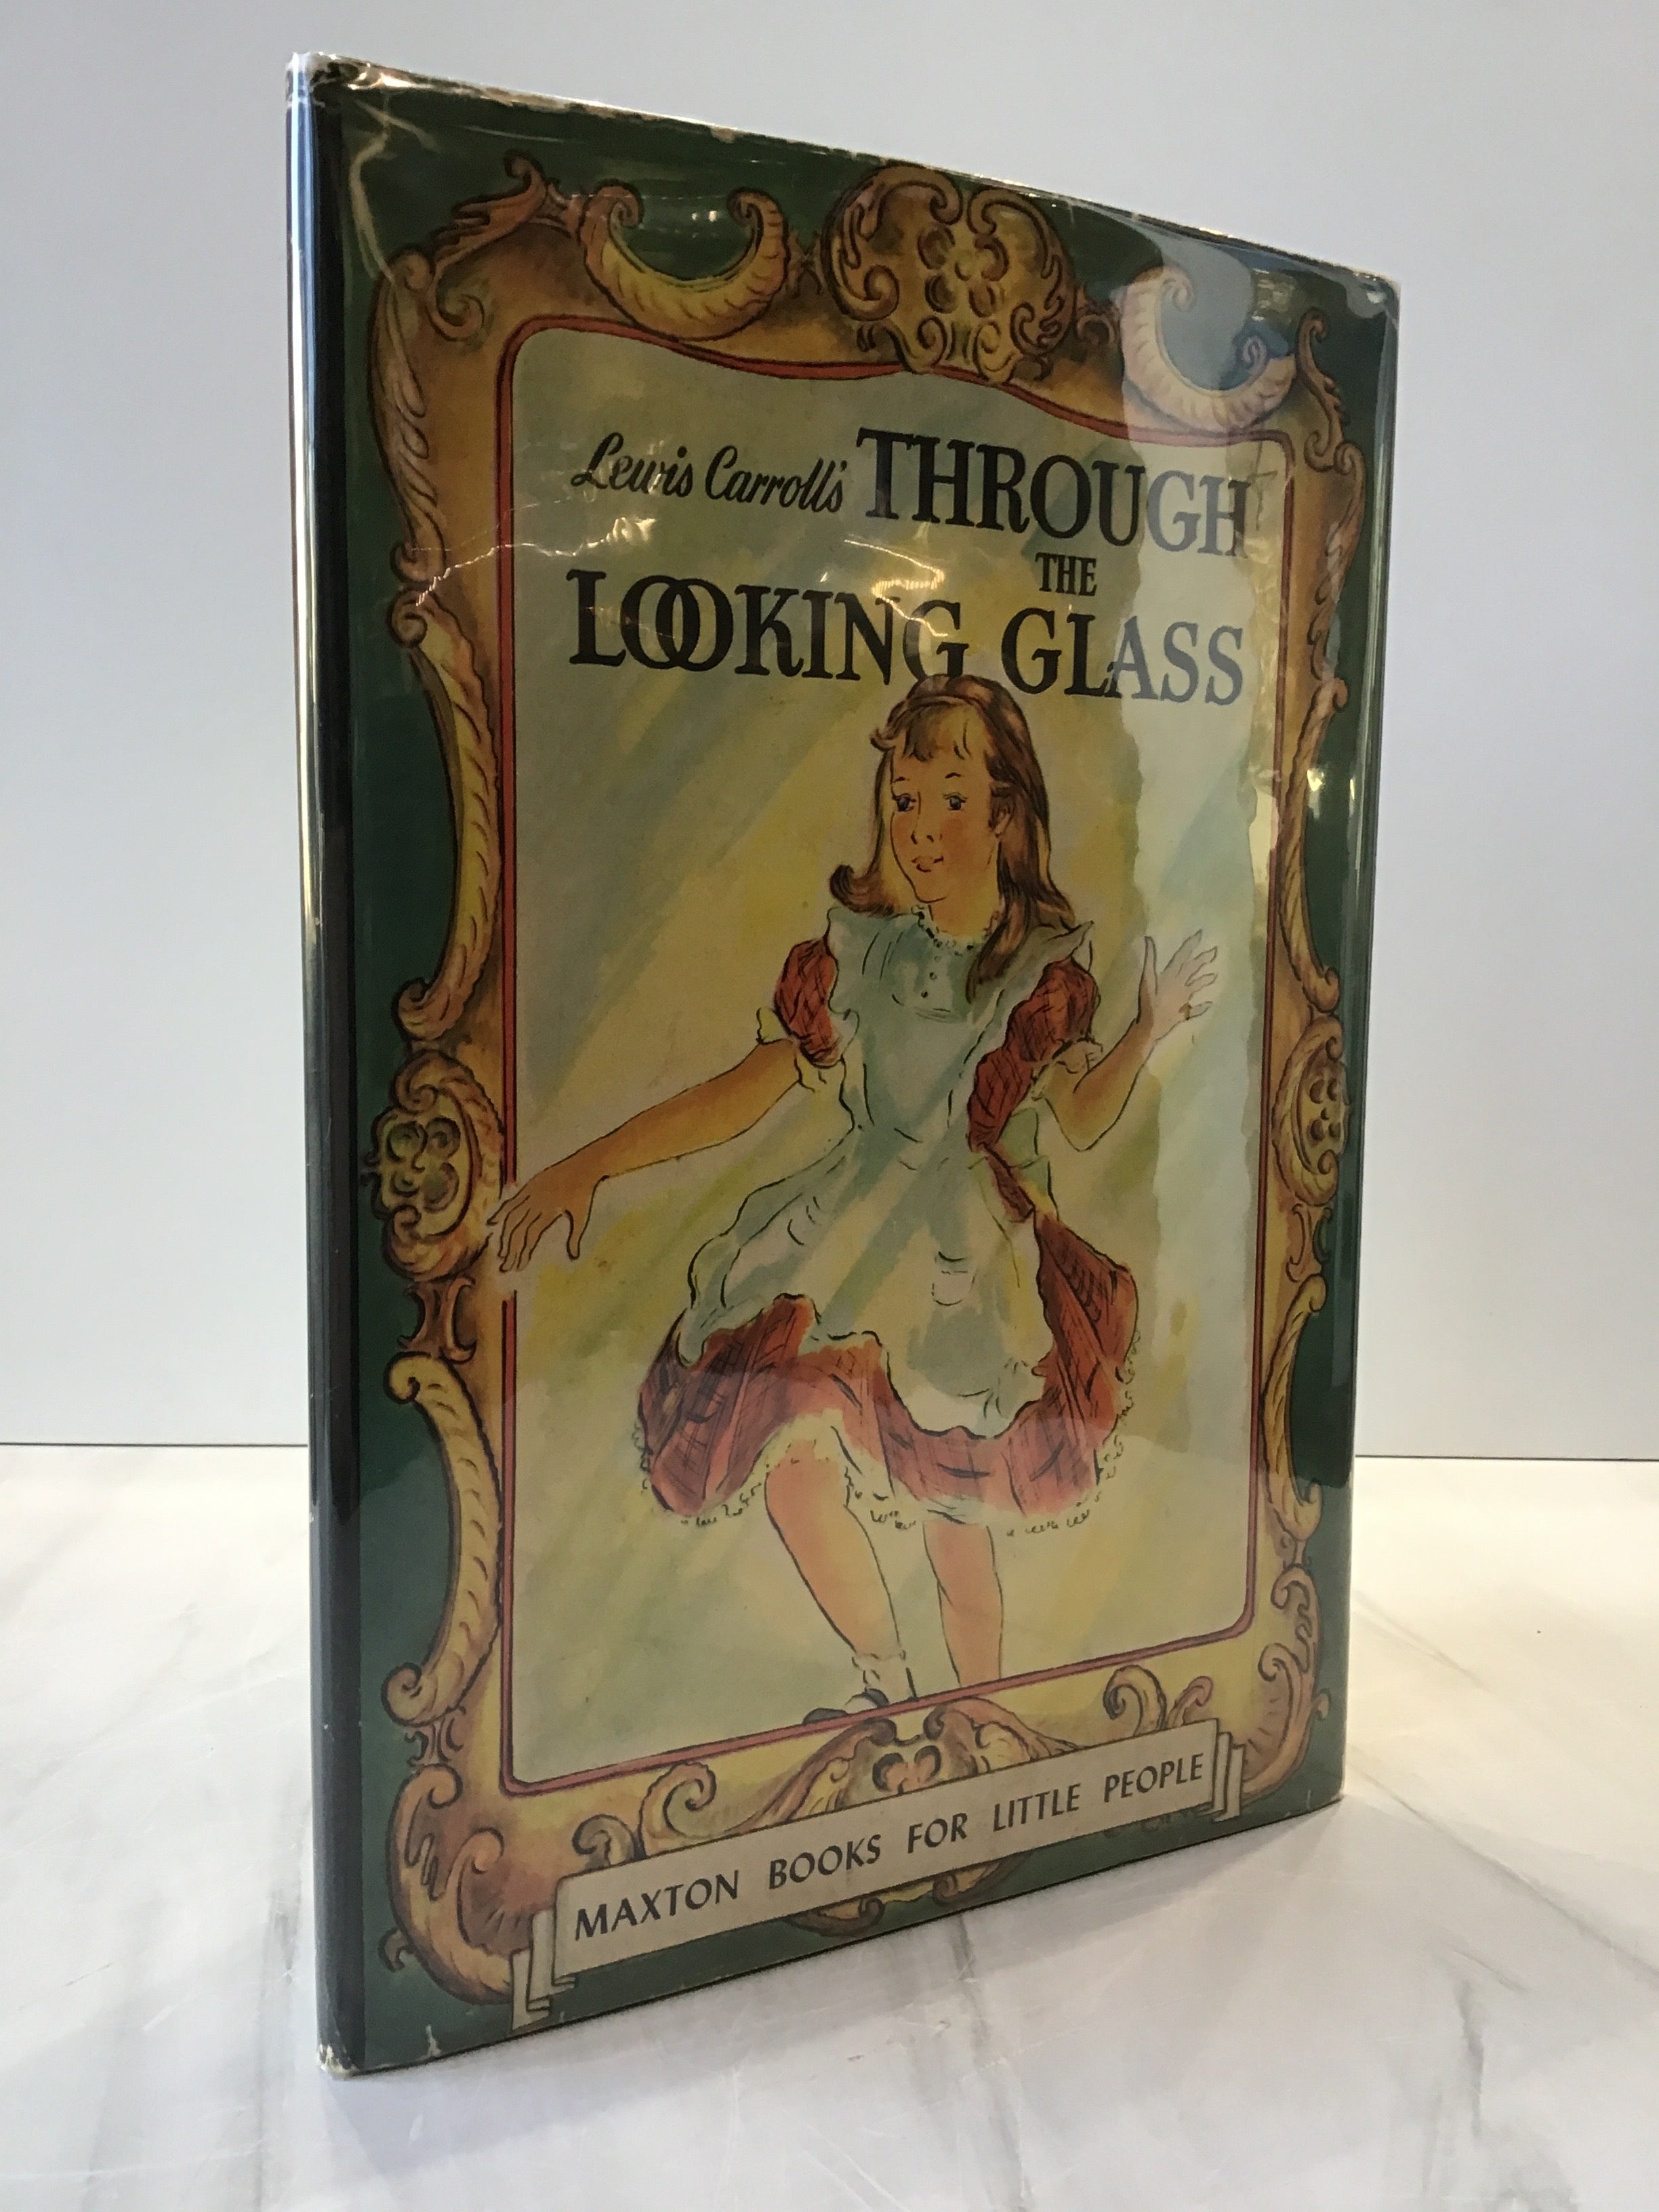 Lewis Carroll's THROUGH
THE
LOOKING GLASS
MAXTON BOOKS FOR LITTLE PEOPLE